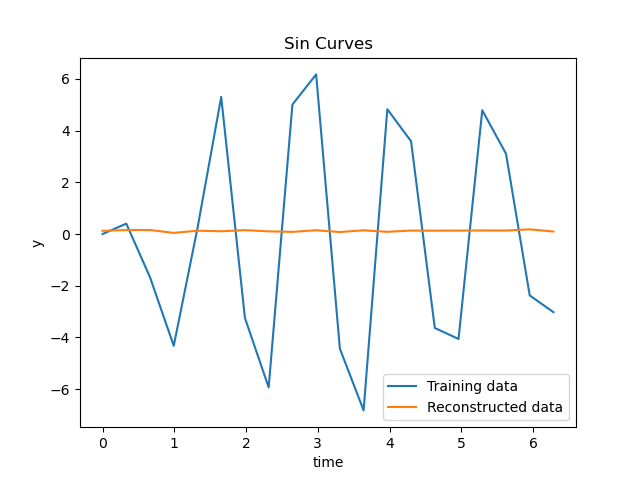 Sin Curves
6
4
2
0
−2
−4
−6
y
0 1 2 3 4 5 6
time
Training data
Reconstructed data